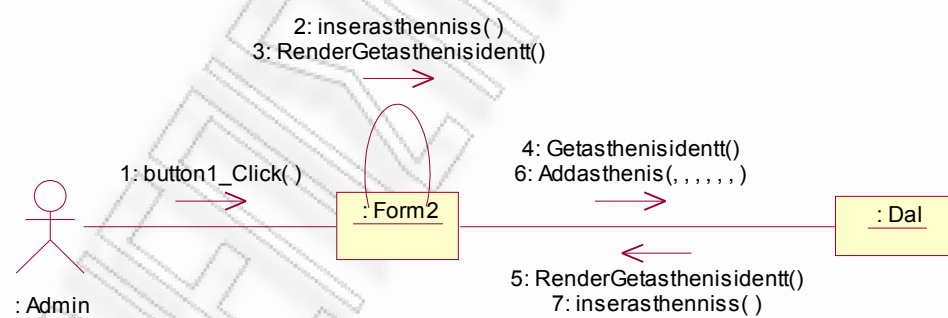 2: inserasthenniss( )
3: RenderGetasthenisidentt()
4: Getasthenisidentt()
6: Addasthenis(, , , , , , )
1: button1_Click( )
: Form2
: Dal
5: RenderGetasthenisidentt()
7: inserasthenniss( )
: Admin